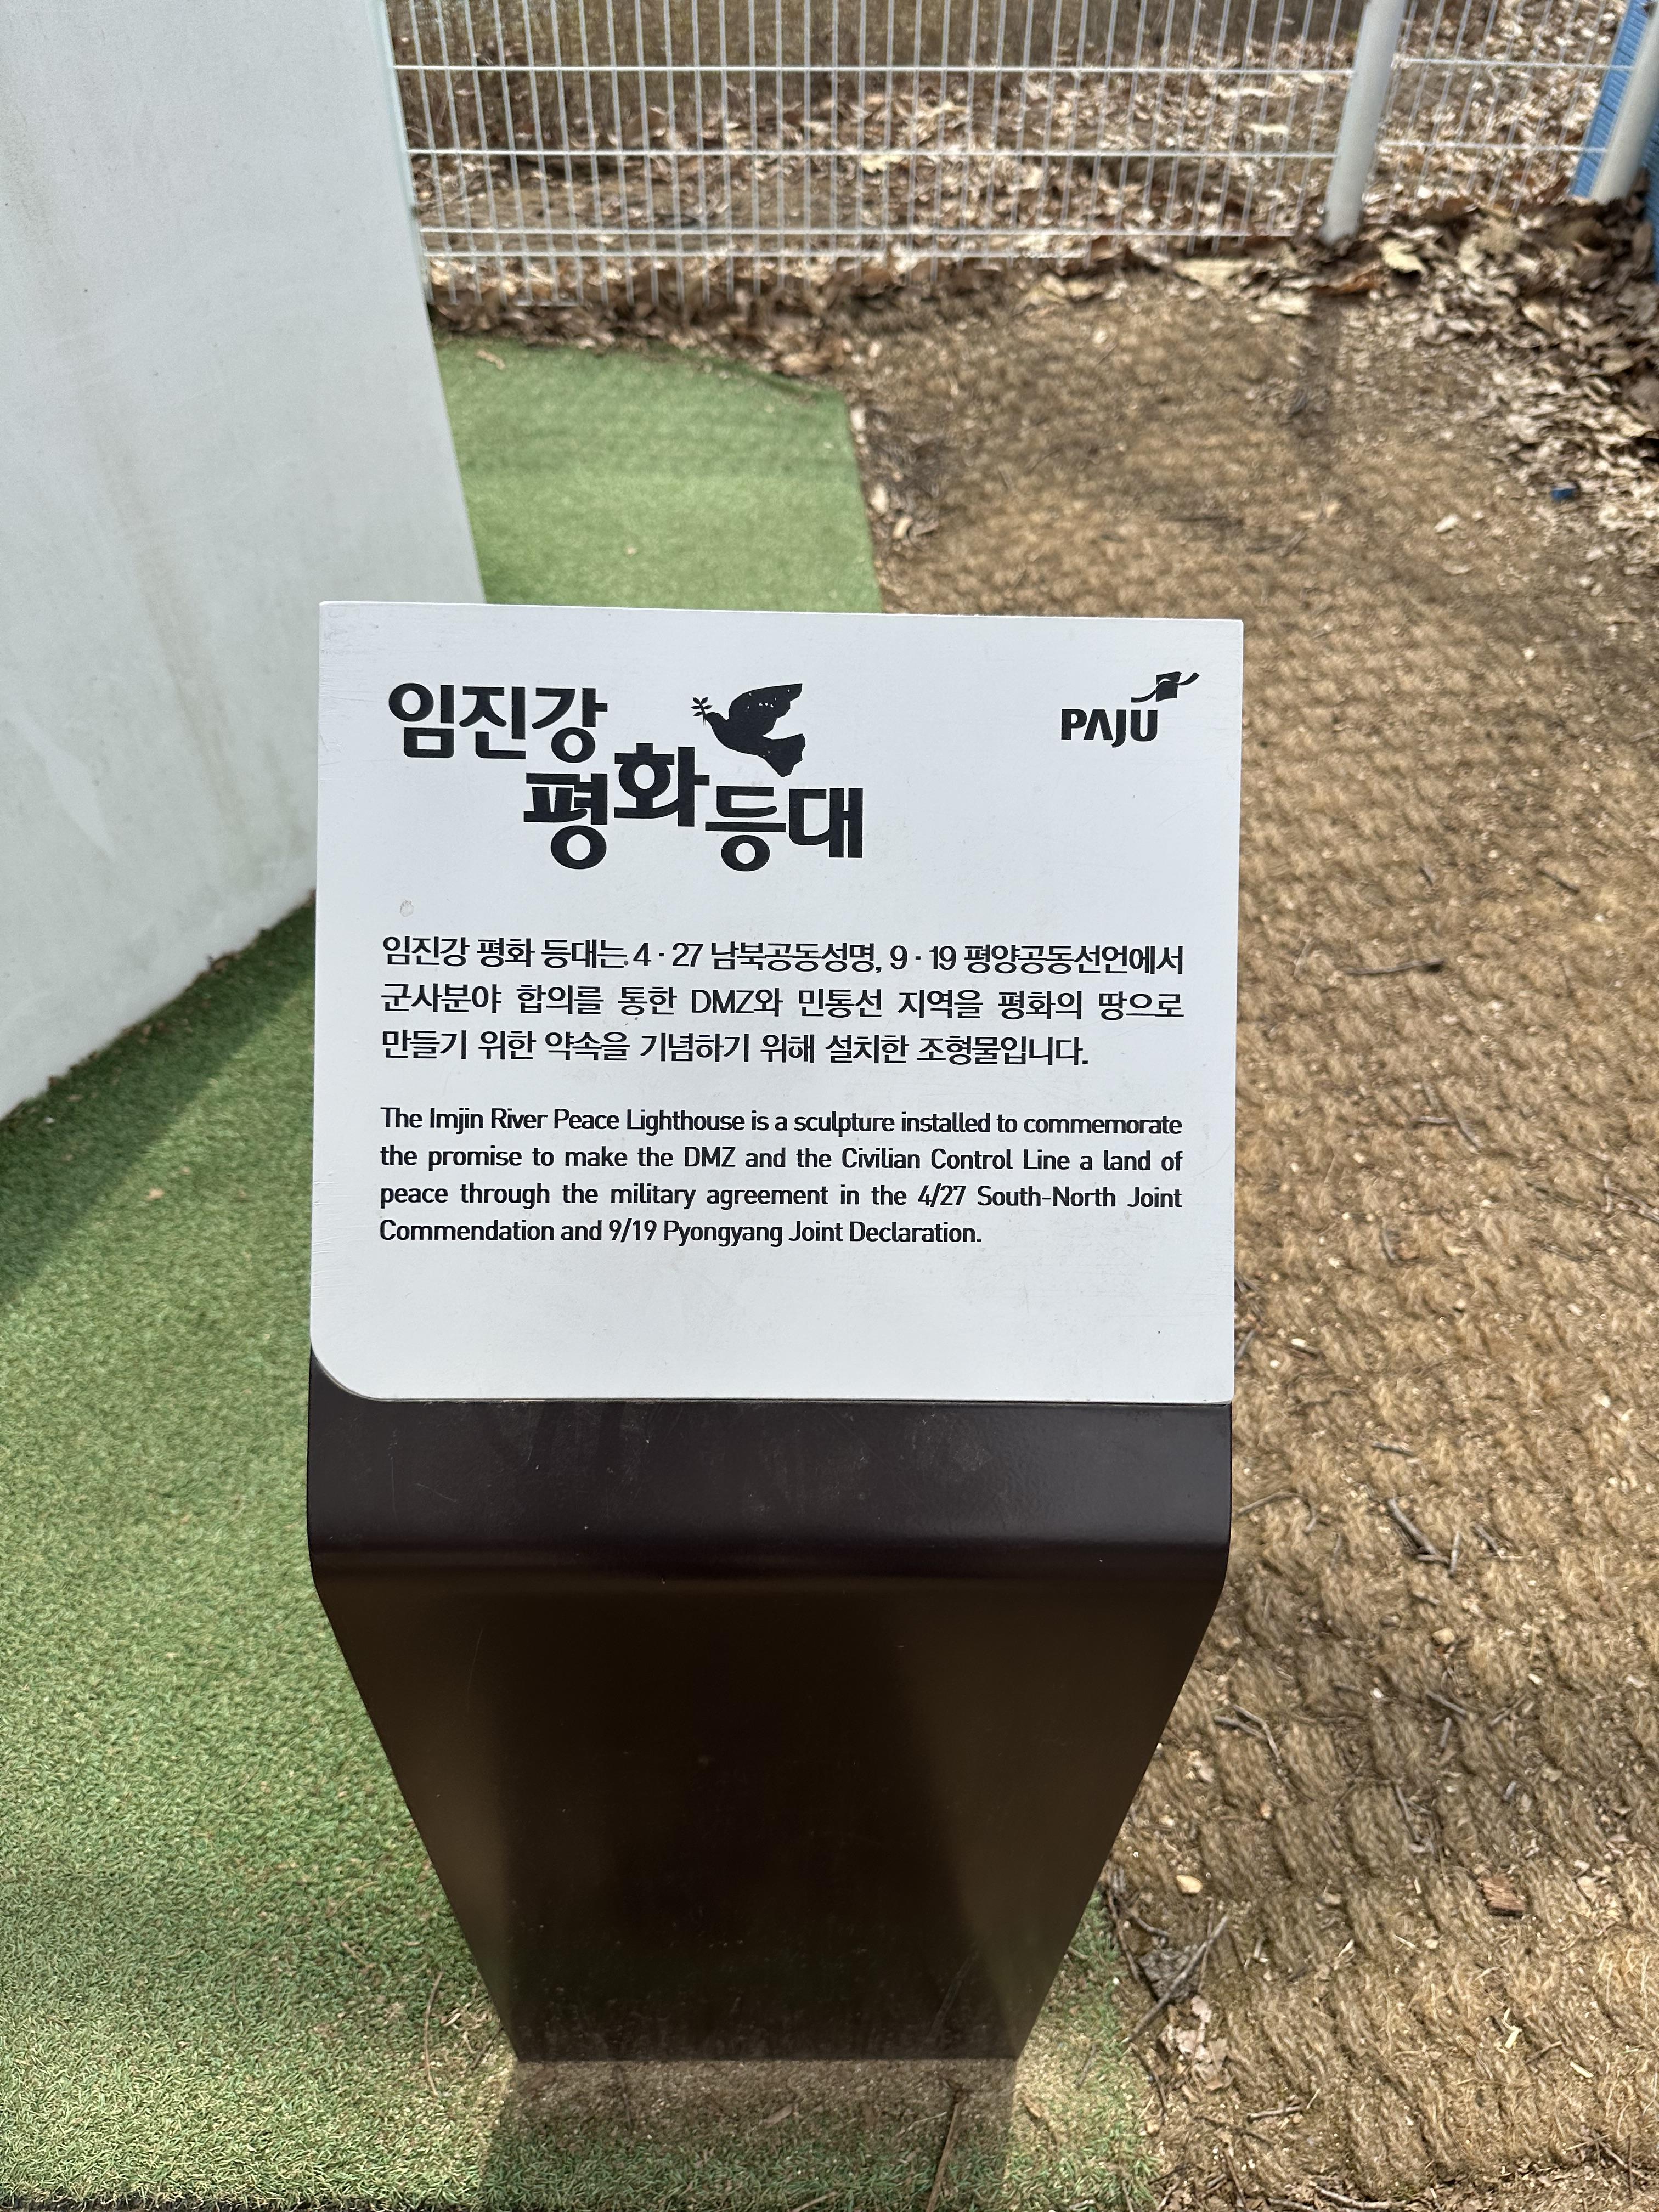 임진강
평화등대
PAJU
임진강 평화 등대는 4·27 남북공동성명, 9·19 평양공동선언에서
군사분야 합의를 통한 DMZ와 민통선 지역을 평화의 땅으로
만들기 위한 약속을 기념하기 위해 설치한 조형물입니다.
The Imjin River Peace Lighthouse is a sculpture installed to commemorate
the promise to make the DMZ and the Civilian Control Line a land of
peace through the military agreement in the 4/27 South-North Joint
Commendation and 9/19 Pyongyang Joint Declaration.